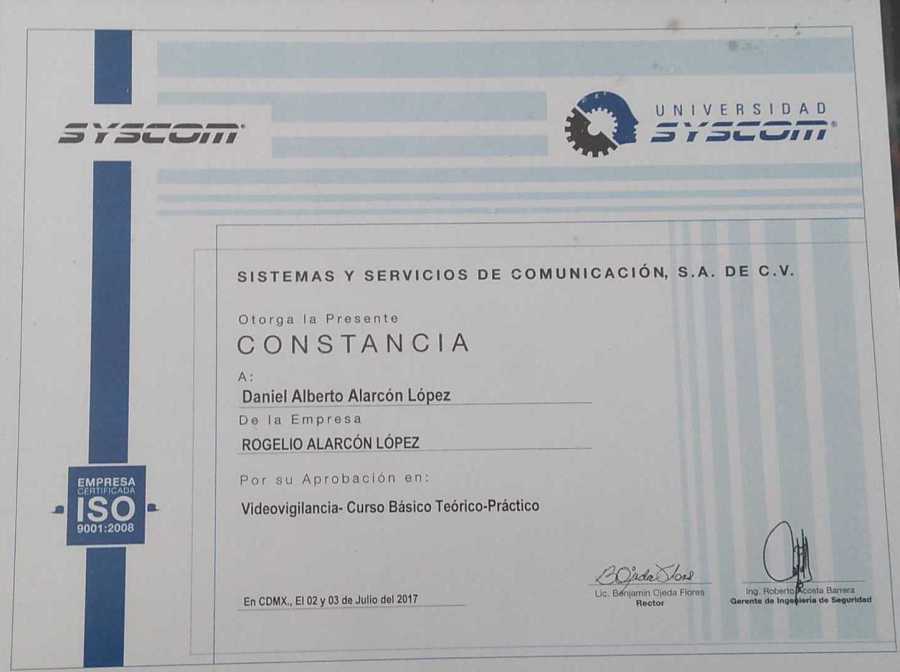 SYSCOM®
UNIVERSIDAD
SYSCOM®
SISTEMAS Y SERVICIOS DE COMUNICACIÓN, S.A. DE C.V.
Otorga la Presente
CONSTANCIA
A:
Daniel Alberto Alarcón López
De la Empresa
ROGELIO ALARCÓN LÓPEZ
Por su Aprobación en:
Videovigilancia- Curso Básico Teórico-Práctico
EMPRESA
CERTIFICADA
ISO
9001:2008
En CDMX., El 02 y 03 de Julio del 2017
Lic. Benjamín Ojeda Flores
Rector
Ing. Roberto Acosta Barrera
Gerente de Ingeniería de Seguridad